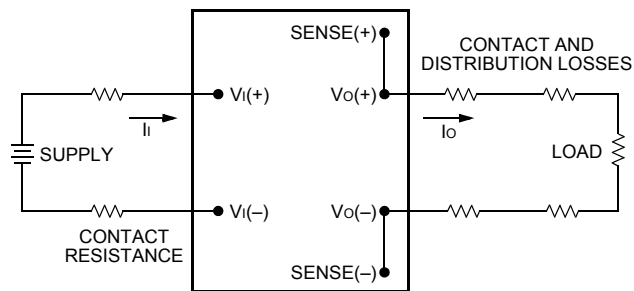 SENSE(+)
CONTACT AND
DISTRIBUTION LOSSES
VI(+)
VO(+)
II
IO
SUPPLY
LOAD
VI(–)
VO(–)
CONTACT
RESISTANCE
SENSE(–)